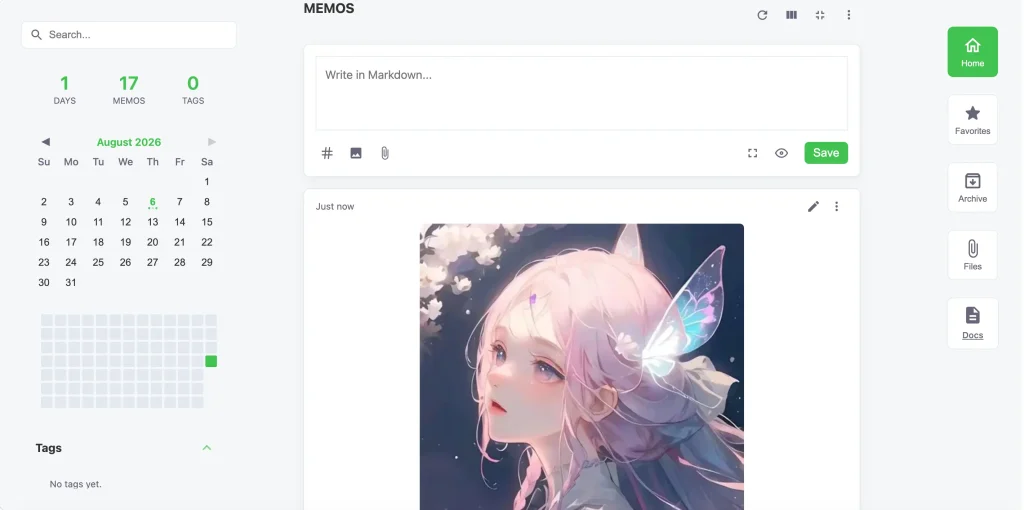 Search...
1 17 0
DAYS MEMOS TAGS
◀ August 2026 ▶
Su Mo Tu We Th Fr Sa
1
2 3 4 5 6 7 8
9 10 11 12 13 14 15
16 17 18 19 20 21 22
23 24 25 26 27 28 29
30 31
Tags
No tags yet.
MEMOS
Write in Markdown...
# Save
Just now
Home
Favorites
Archive
Files
Docs